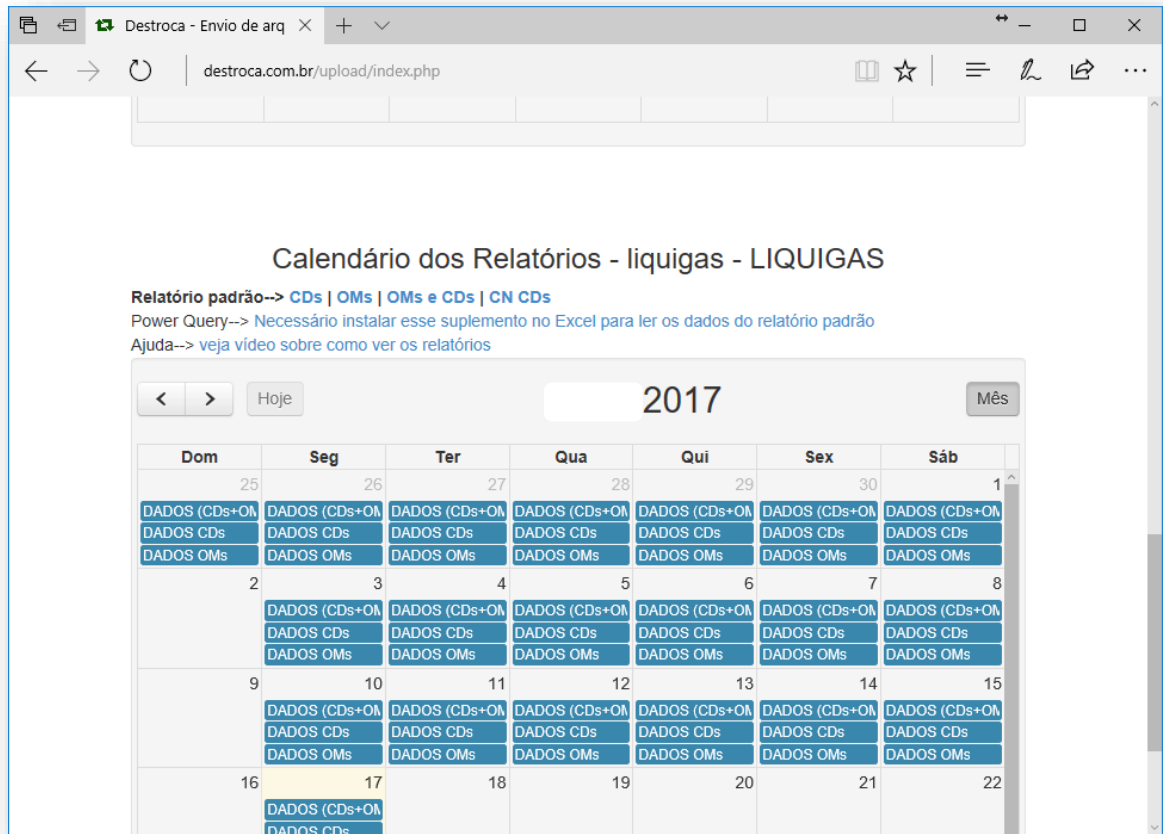 Destroca - Envio de arq
destroca.com.br/upload/index.php
Calendário dos Relatórios - liquigas - LIQUIGAS
Relatório padrão--> CDs | OMs | OMs e CDs | CN CDs
Power Query--> Necessário instalar esse suplemento no Excel para ler os dados do relatório padrão
Ajuda--> veja vídeo sobre como ver os relatórios
Hoje 2017 Mês
Dom Seg Ter Qua Qui Sex Sáb
25 26 27 28 29 30 1
DADOS (CDs+OM DADOS (CDs+OM DADOS (CDs+OM DADOS (CDs+OM DADOS (CDs+OM DADOS (CDs+OM DADOS (CDs+OM
DADOS CDs DADOS CDs DADOS CDs DADOS CDs DADOS CDs DADOS CDs DADOS CDs
DADOS OMs DADOS OMs DADOS OMs DADOS OMs DADOS OMs DADOS OMs DADOS OMs
2 3 4 5 6 7 8
DADOS (CDs+OM DADOS (CDs+OM DADOS (CDs+OM DADOS (CDs+OM DADOS (CDs+OM DADOS (CDs+OM
DADOS CDs DADOS CDs DADOS CDs DADOS CDs DADOS CDs DADOS CDs
DADOS OMs DADOS OMs DADOS OMs DADOS OMs DADOS OMs DADOS OMs
9 10 11 12 13 14 15
DADOS (CDs+OM DADOS (CDs+OM DADOS (CDs+OM DADOS (CDs+OM DADOS (CDs+OM DADOS (CDs+OM
DADOS CDs DADOS CDs DADOS CDs DADOS CDs DADOS CDs DADOS CDs
DADOS OMs DADOS OMs DADOS OMs DADOS OMs DADOS OMs DADOS OMs
16 17 18 19 20 21 22
DADOS (CDs+OM
DADOS CDs